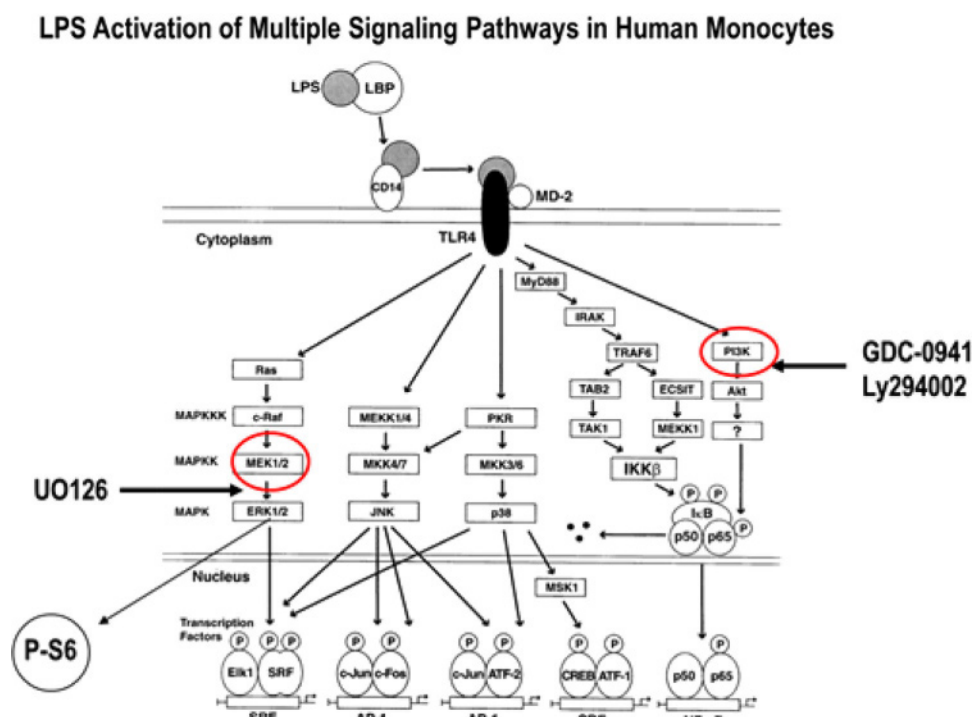 LPS Activation of Multiple Signaling Pathways in Human Monocytes
LPS
LBP
CD14
MD-2
TLR4
Cytoplasm
MyD88
IRAK
TRAF6
PI3K
GDC-0941
Ly294002
Ras
TAB2
ECSIT
Akt
MAPKKK
c-Raf
MEKK1/4
PKR
TAK1
MEKK1
?
MAPKK
MEK1/2
MKK4/7
MKK3/6
IKKβ
UO126
MAPK
ERK1/2
JNK
p38
P
P
IκB
P
p50
p65
Nucleus
MSK1
Transcription
Factors
P-S6
P
P
P
P
P
P
P
P
P
P
Elk1
SRF
c-Jun
c-Fos
c-Jun
ATF-2
CREB
ATF-1
p50
p65